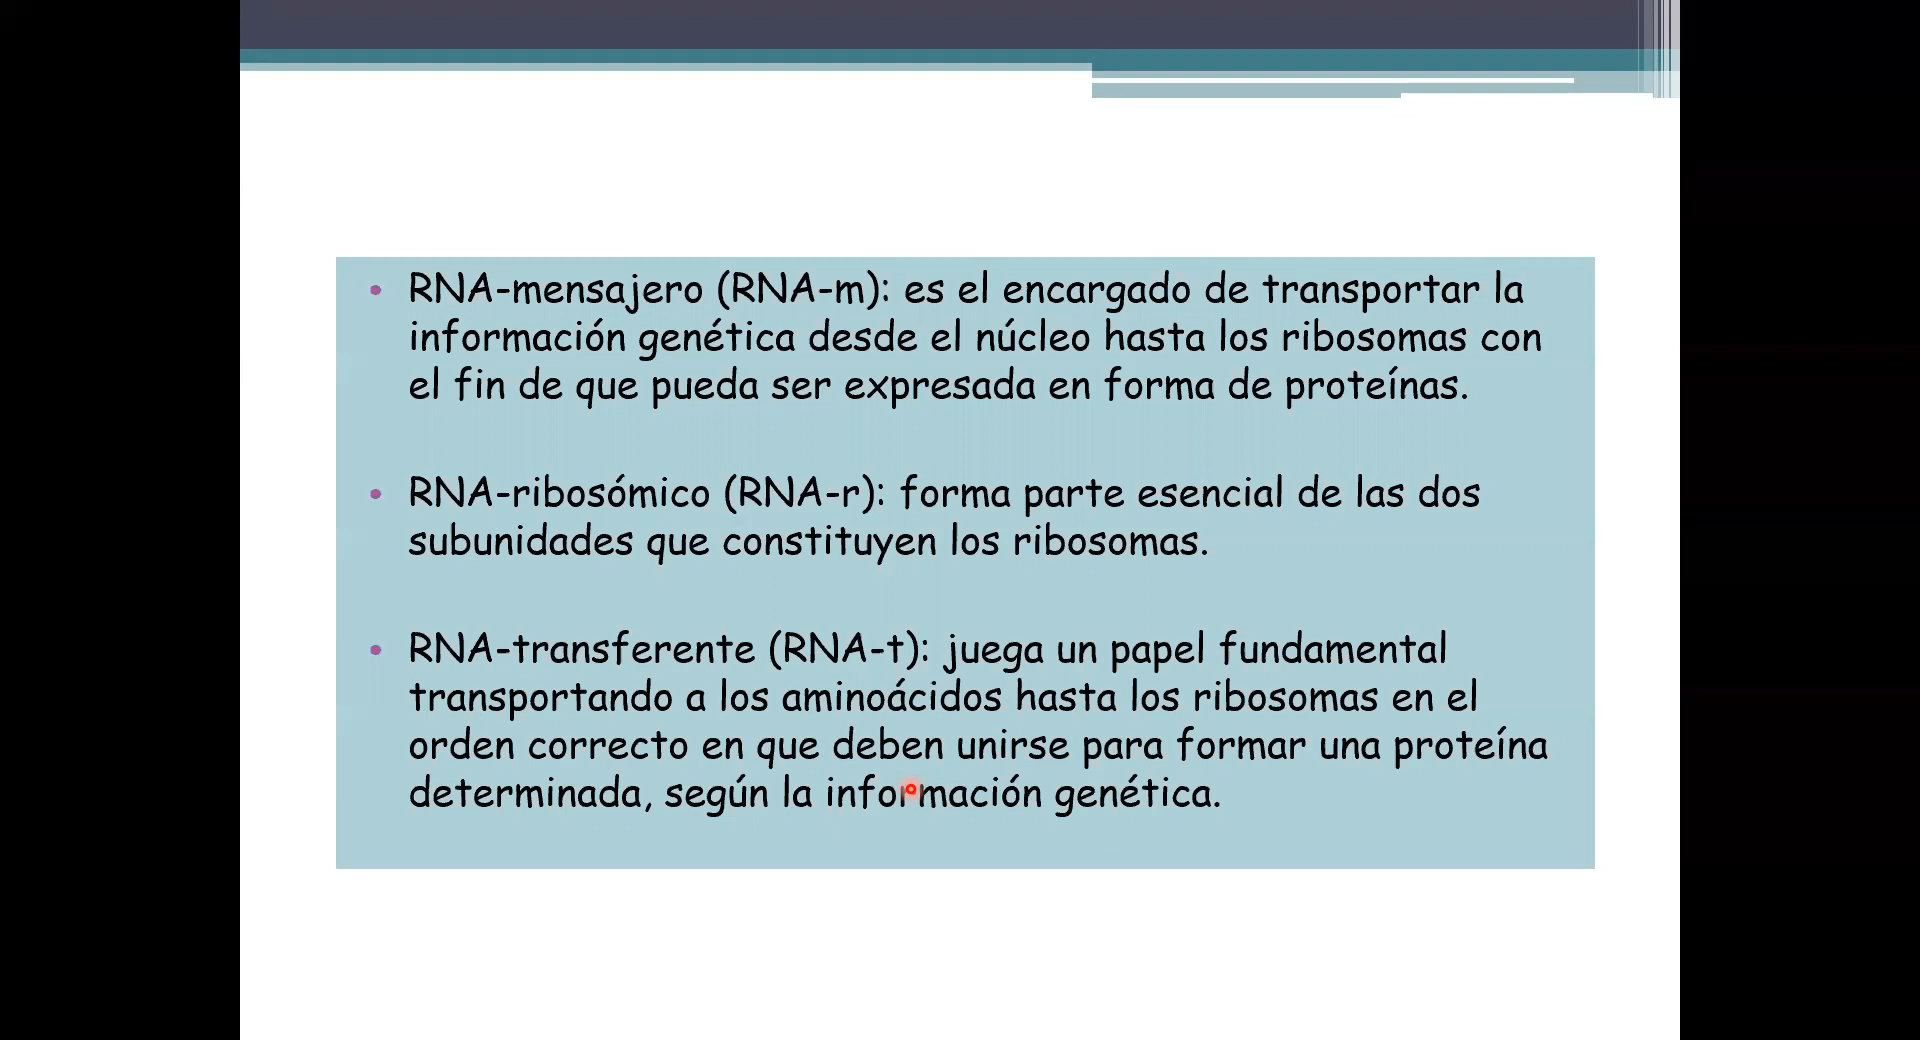 • RNA-mensajero (RNA-m): es el encargado de transportar la
información genética desde el núcleo hasta los ribosomas con
el fin de que pueda ser expresada en forma de proteínas.
• RNA-ribosómico (RNA-r): forma parte esencial de las dos
subunidades que constituyen los ribosomas.
• RNA-transferente (RNA-t): juega un papel fundamental
transportando a los aminoácidos hasta los ribosomas en el
orden correcto en que deben unirse para formar una proteína
determinada, según la información genética.